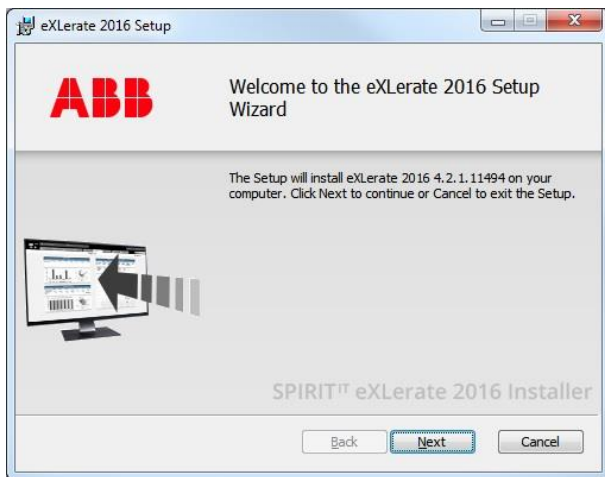 eXLerate 2016 Setup
ABB
Welcome to the eXLerate 2016 Setup
Wizard
The Setup will install eXLerate 2016 4.2.1.11494 on your
computer. Click Next to continue or Cancel to exit the Setup.
SPIRITᴵᵀ eXLerate 2016 Installer
Back Next Cancel